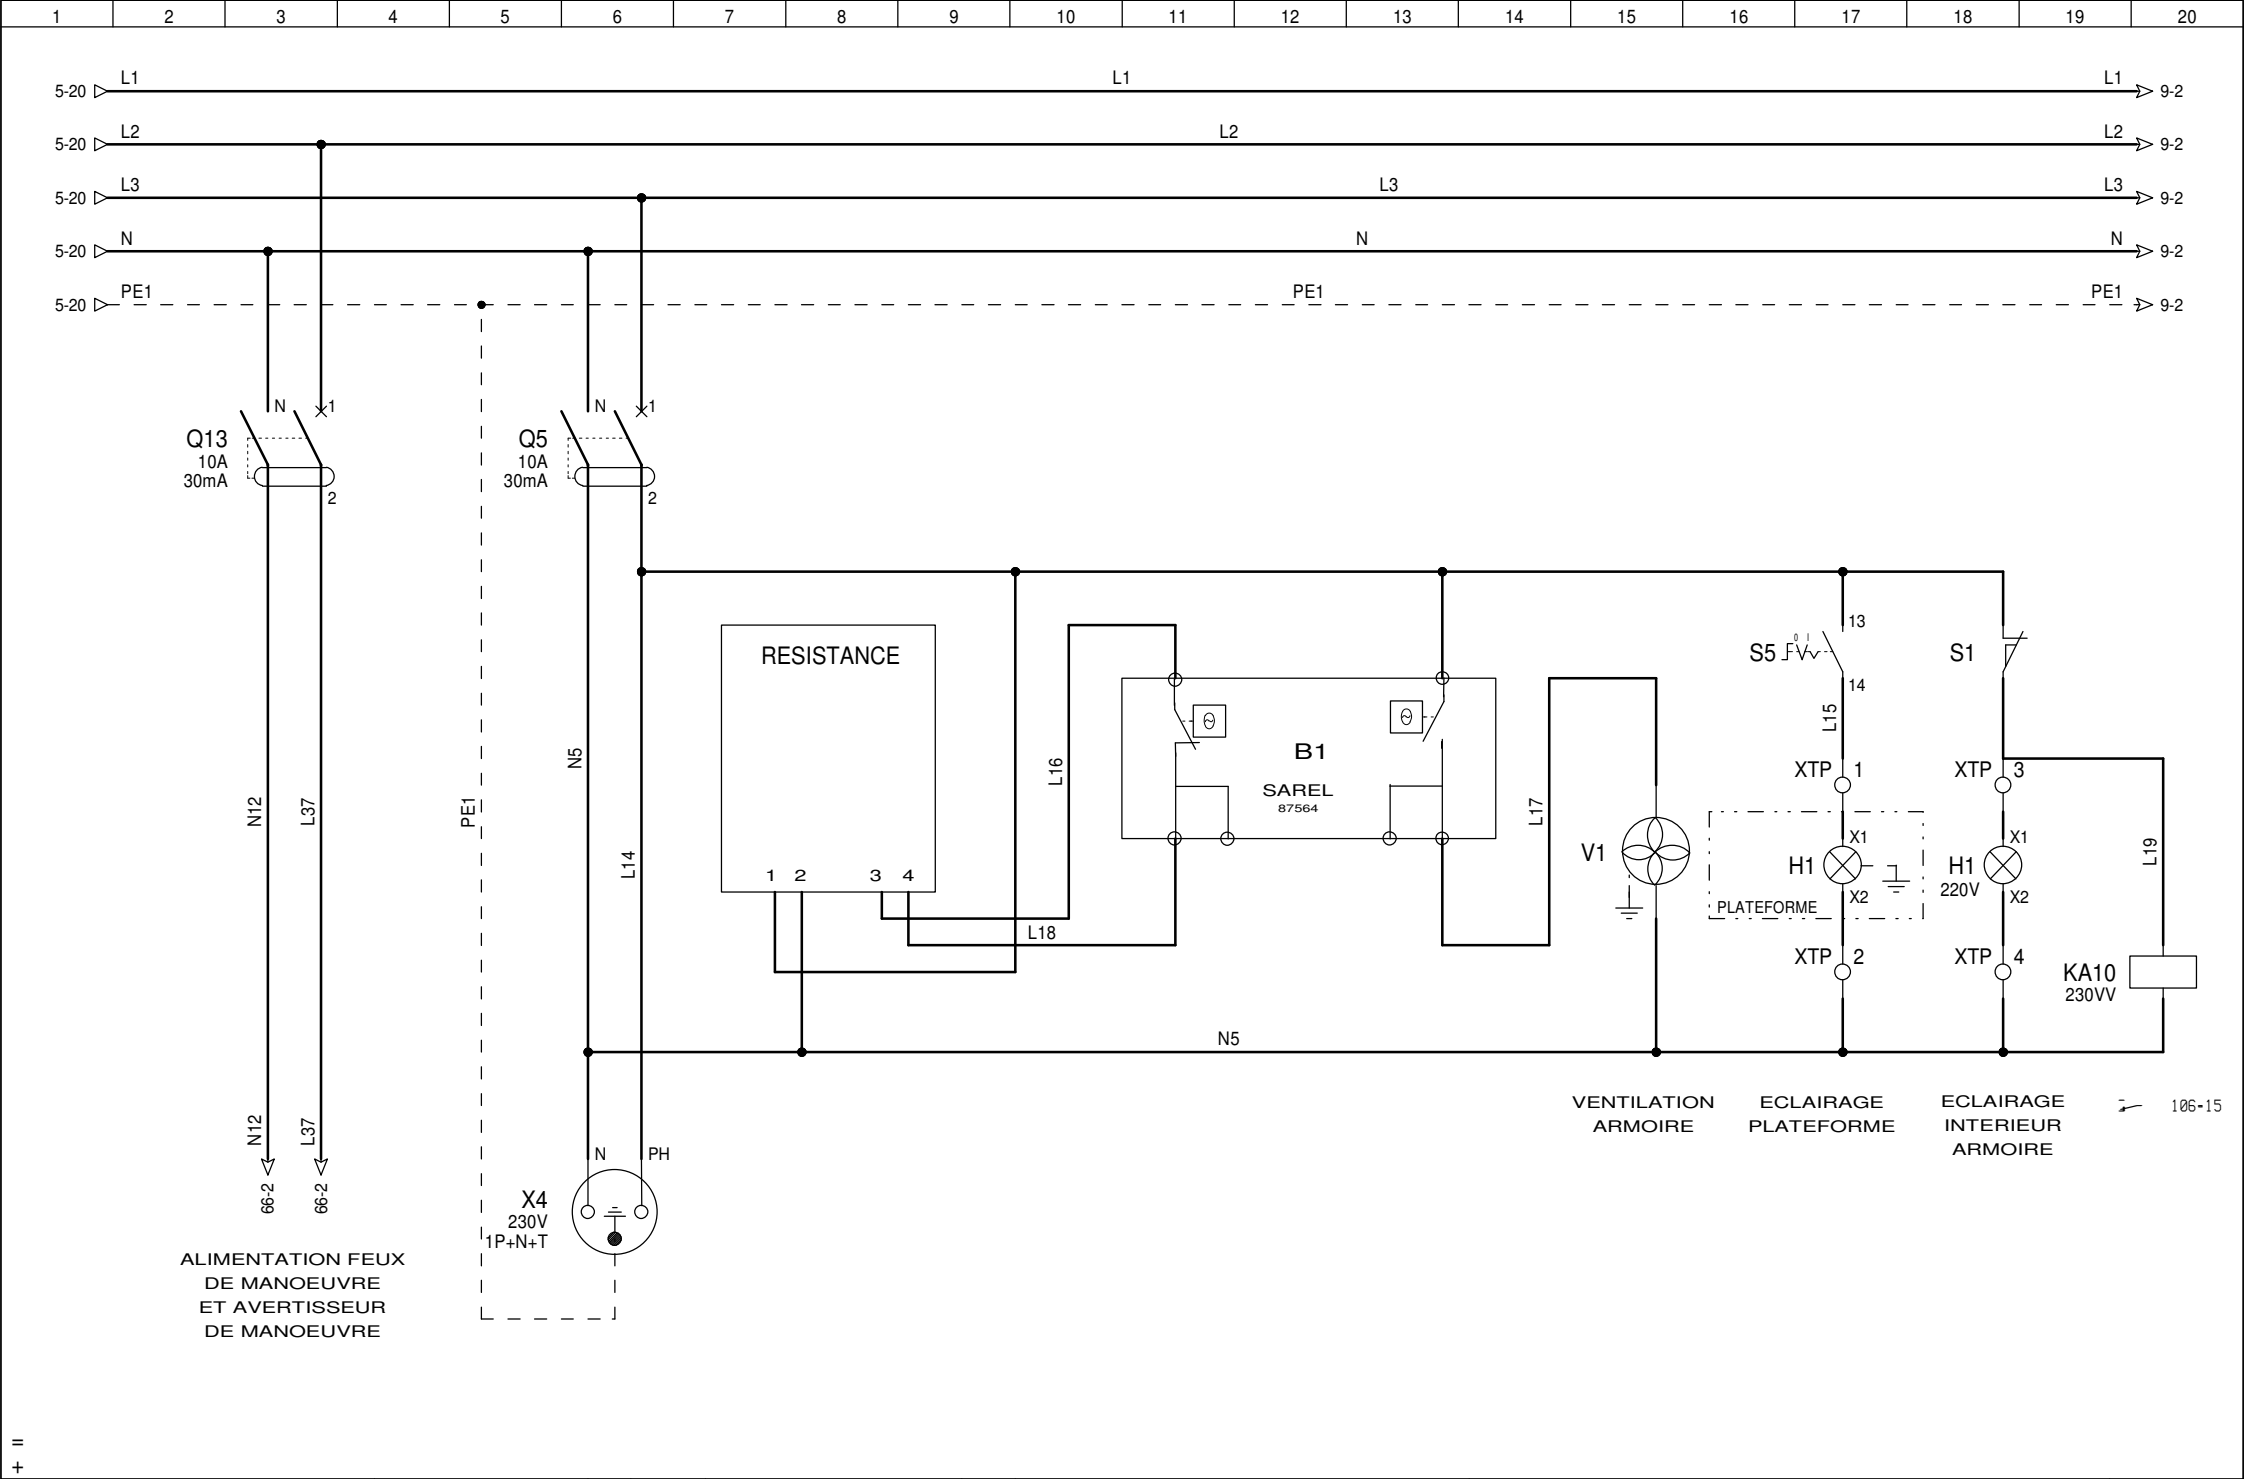 1 2 3 4 5 6 7 8 9 10 11 12 13 14 15 16 17 18 19 20
L1 L1 L1
5-20 9-2
L2 L2 L2
5-20 9-2
L3 L3 L3
5-20 9-2
N N N
5-20 9-2
PE1 PE1 PE1
5-20 9-2
N 1 N 1
Q13 Q5
10A 10A
30mA 30mA
2 2
RESISTANCE
13
0 I
S5 S1
14
L15
N5
L16
B1
XTP 1 XTP 3
SAREL
87564
N12 L37 PE1 L17
X1 X1
V1
L14
L19
H1 H1
1 2 3 4
220V
X2 X2
PLATEFORME
L18
XTP 2 XTP 4
KA10
230VV
N5
VENTILATION
ARMOIRE
ECLAIRAGE
PLATEFORME
ECLAIRAGE
INTERIEUR
ARMOIRE
106-15
N12 L37
N PH
66-2 66-2
X4
230V
1P+N+T
ALIMENTATION FEUX
DE MANOEUVRE
ET AVERTISSEUR
DE MANOEUVRE
=
+